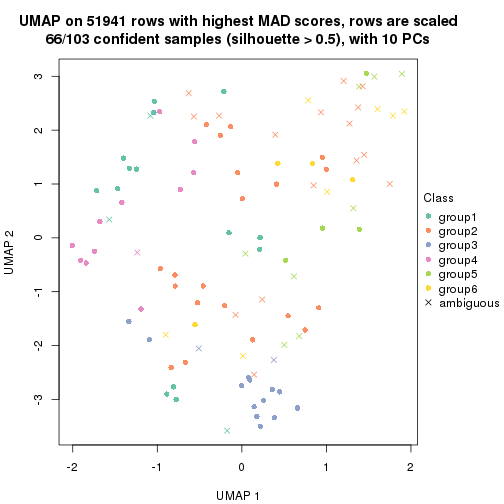 UMAP on 51941 rows with highest MAD scores, rows are scaled
66/103 confident samples (silhouette > 0.5), with 10 PCs
3
2
1
0
-1
-2
-3
UMAP 2
-2
-1
0
1
2
UMAP 1
Class
group1
group2
group3
group4
group5
group6
ambiguous